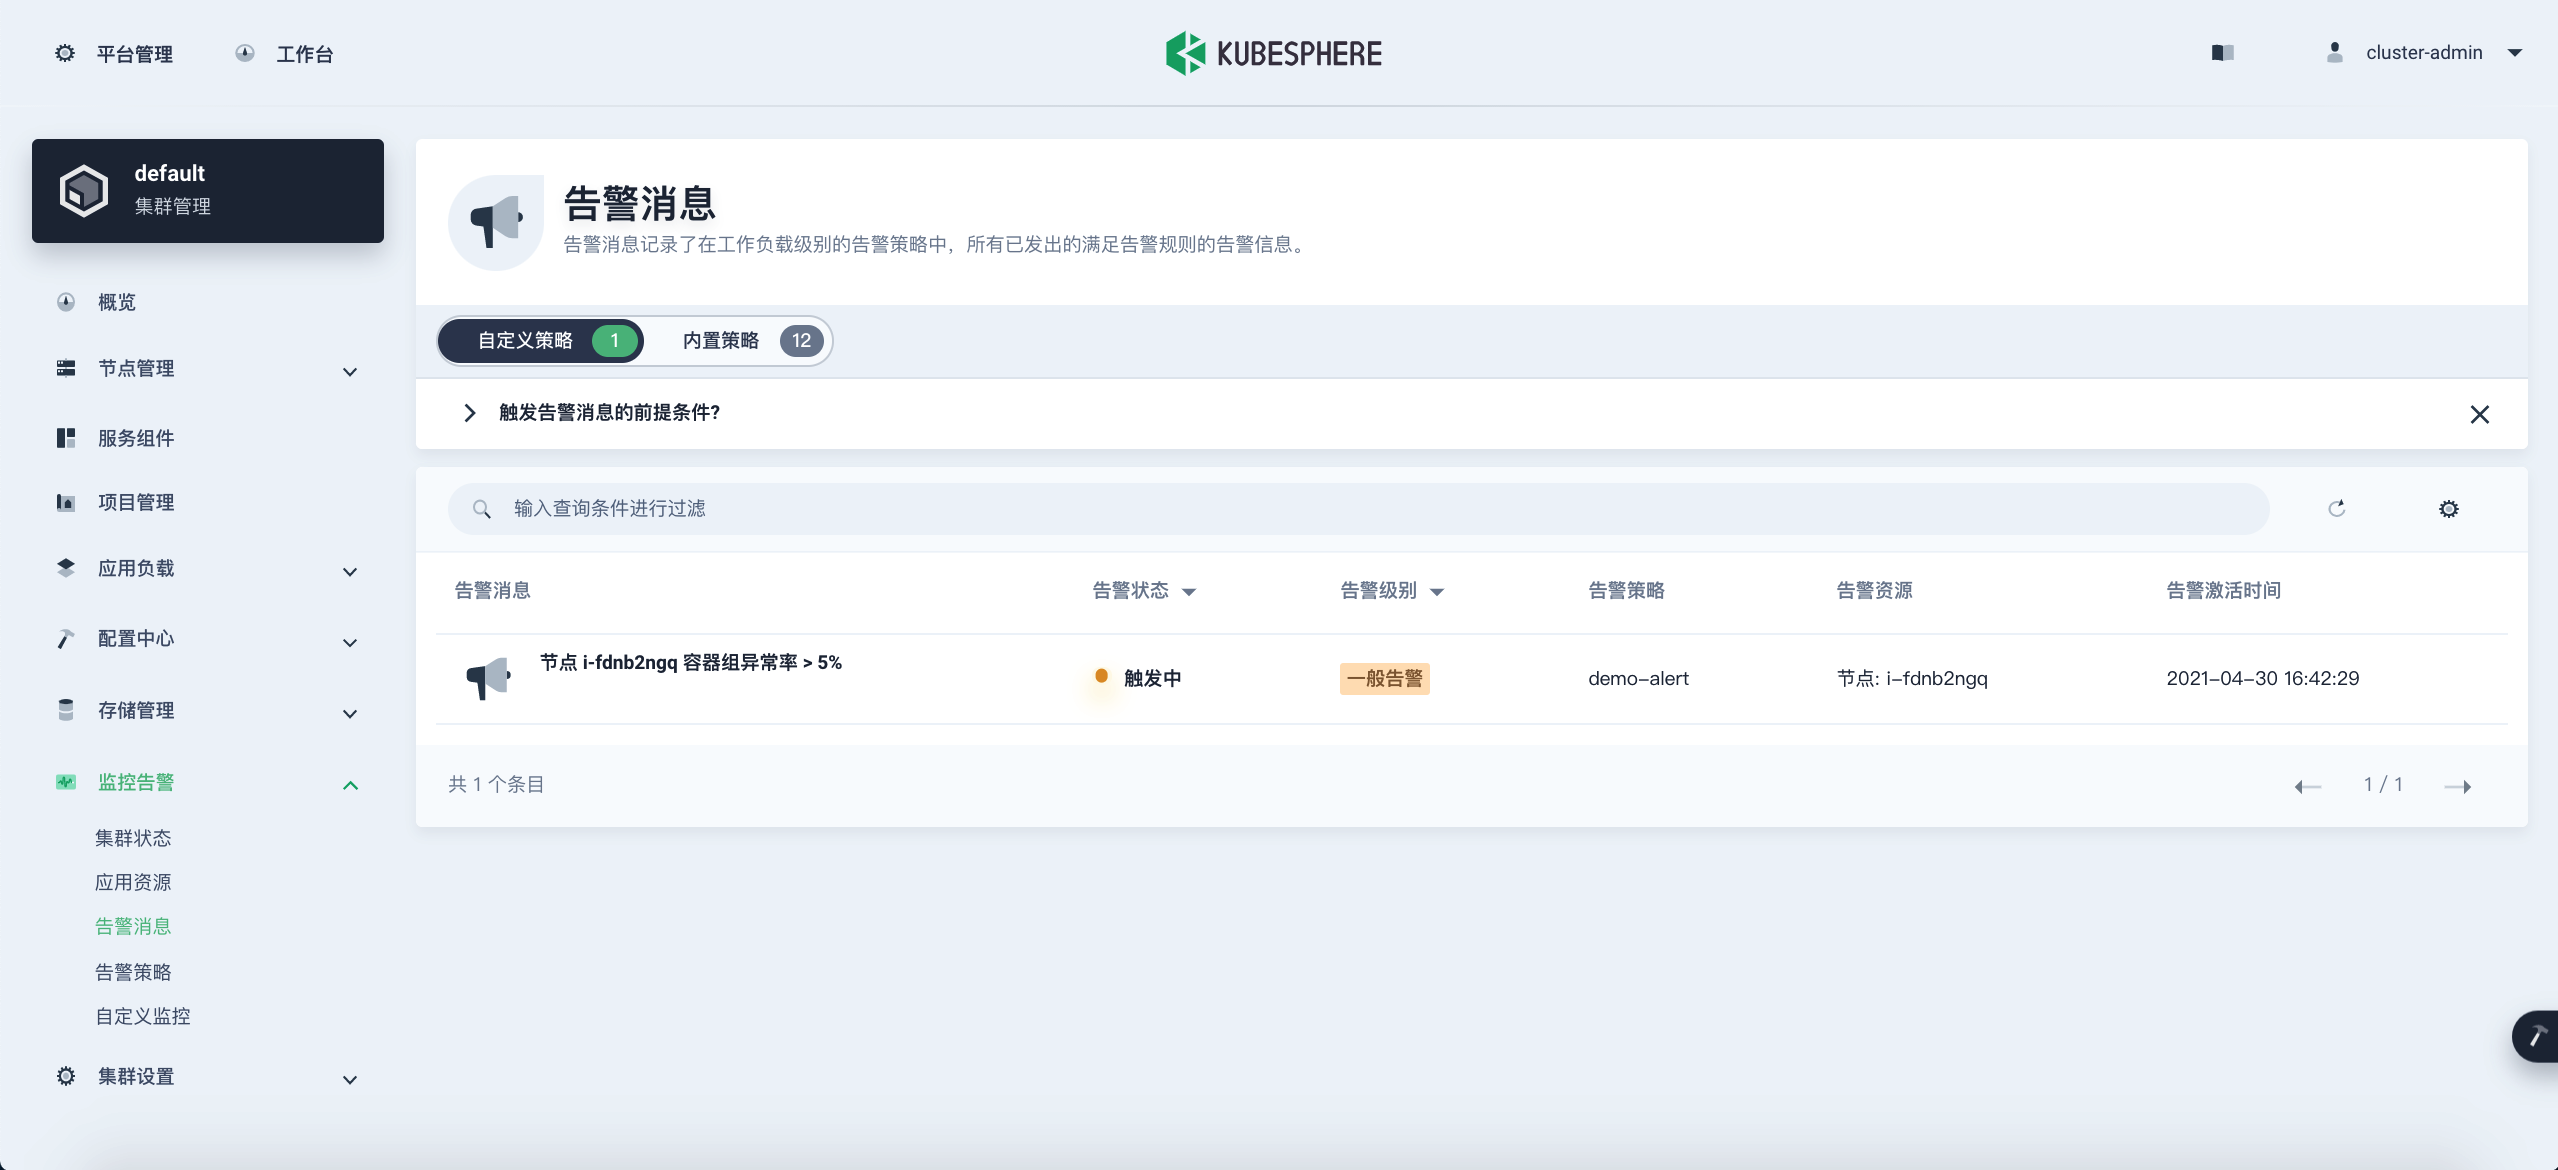 平台管理 工作台 KUBESPHERE cluster-admin
default
集群管理
概览
节点管理
服务组件
项目管理
应用负载
配置中心
存储管理
监控告警
集群状态
应用资源
告警消息
告警策略
自定义监控
集群设置
告警消息
告警消息记录了在工作负载级别的告警策略中，所有已发出的满足告警规则的告警信息。
自定义策略 1 内置策略 12
触发告警消息的前提条件?
输入查询条件进行过滤
告警消息 告警状态 告警级别 告警策略 告警资源 告警激活时间
节点 i-fdnb2ngq 容器组异常率 > 5% 触发中 一般告警 demo-alert 节点: i-fdnb2ngq 2021-04-30 16:42:29
共 1 个条目 1 / 1